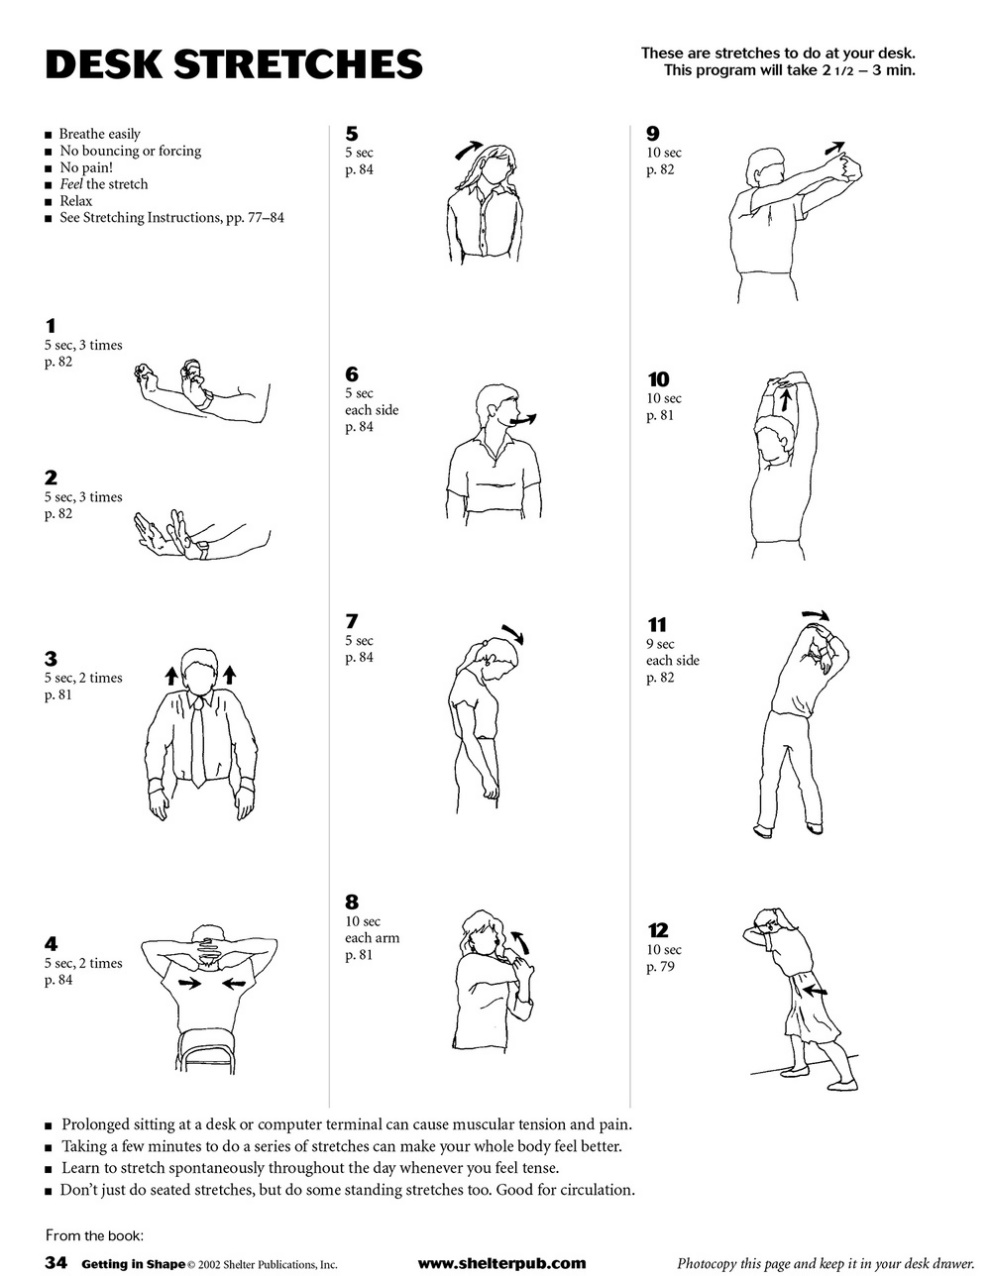 DESK STRETCHES
These are stretches to do at your desk.
This program will take 2 1/2 – 3 min.
■ Breathe easily
■ No bouncing or forcing
■ No pain!
■ Feel the stretch
■ Relax
■ See Stretching Instructions, pp. 77–84
1
5 sec, 3 times
p. 82
2
5 sec, 3 times
p. 82
3
5 sec, 2 times
p. 81
4
5 sec, 2 times
p. 84
5
5 sec
p. 84
6
5 sec
each side
p. 84
7
5 sec
p. 84
8
10 sec
each arm
p. 81
9
10 sec
p. 82
10
10 sec
p. 81
11
9 sec
each side
p. 82
12
10 sec
p. 79
■ Prolonged sitting at a desk or computer terminal can cause muscular tension and pain.
■ Taking a few minutes to do a series of stretches can make your whole body feel better.
■ Learn to stretch spontaneously throughout the day whenever you feel tense.
■ Don't just do seated stretches, but do some standing stretches too. Good for circulation.
From the book:
34 Getting in Shape © 2002 Shelter Publications, Inc.
www.shelterpub.com
Photocopy this page and keep it in your desk drawer.